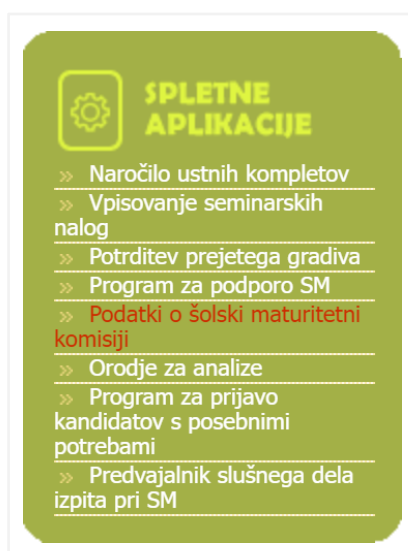 SPLETNE
APLIKACIJE
» Naročilo ustnih kompletov
» Vpisovanje seminarskih
nalog
» Potrditev prejetega gradiva
» Program za podporo SM
» Podatki o šolski maturitetni
komisiji
» Orodje za analize
» Program za prijavo
kandidatov s posebnimi
potrebami
» Predvajalnik slušnega dela
izpita pri SM